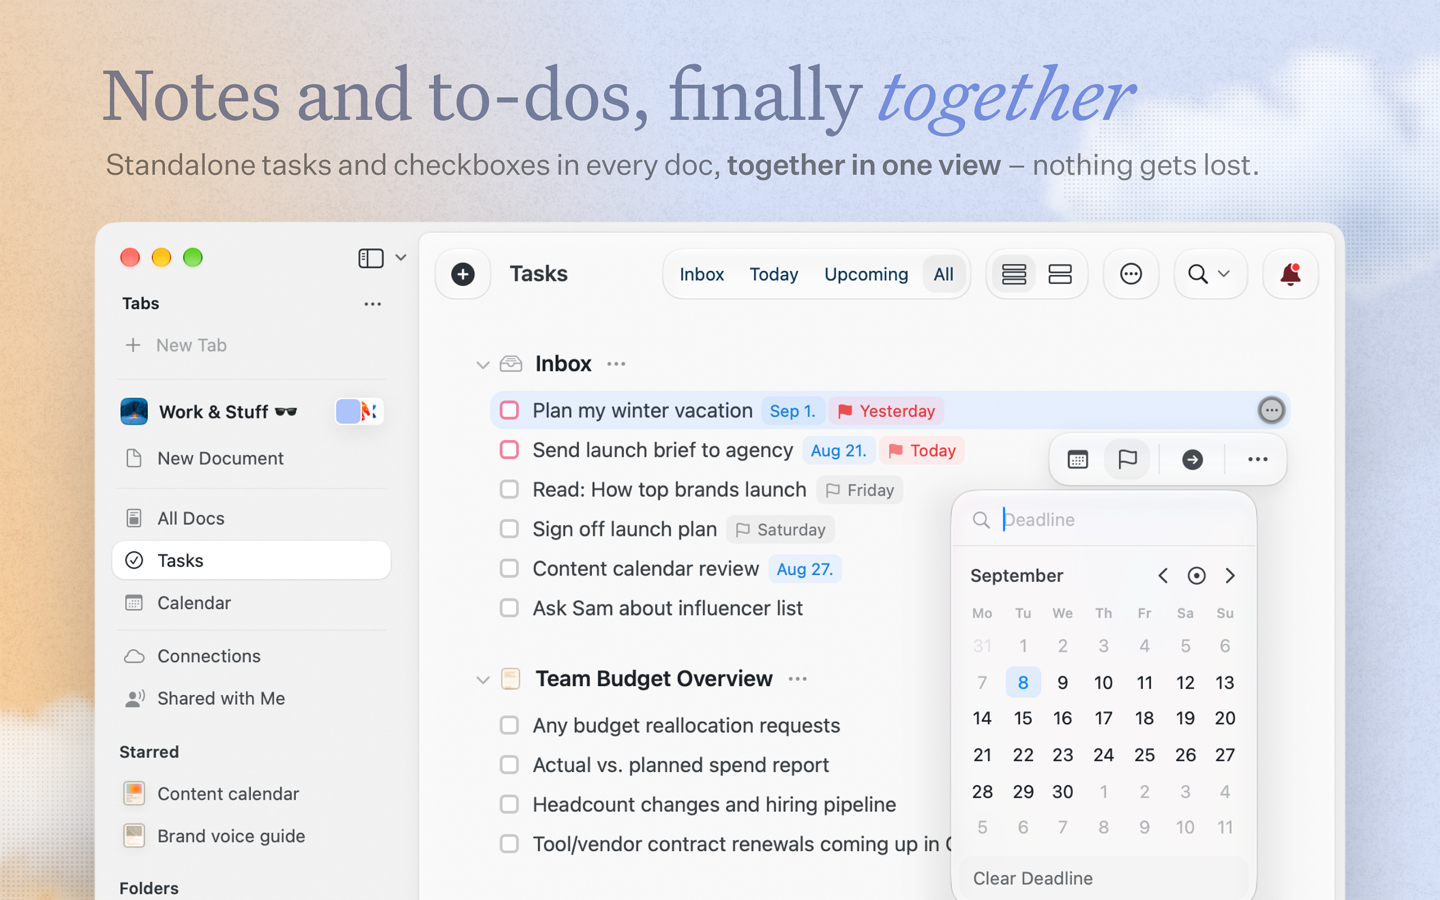 Notes and to-dos, finally together
Standalone tasks and checkboxes in every doc, together in one view – nothing gets lost.
Tabs
New Tab
Work & Stuff 🕶️
New Document
All Docs
Tasks
Calendar
Connections
Shared with Me
Starred
Content calendar
Brand voice guide
Folders
Tasks
Inbox Today Upcoming All
Inbox
Plan my winter vacation Sep 1. Yesterday
Send launch brief to agency Aug 21. Today
Read: How top brands launch Friday
Sign off launch plan Saturday
Content calendar review Aug 27.
Ask Sam about influencer list
Team Budget Overview
Any budget reallocation requests
Actual vs. planned spend report
Headcount changes and hiring pipeline
Tool/vendor contract renewals coming up in
Deadline
September
Mo Tu We Th Fr Sa Su
31 1 2 3 4 5 6
7 8 9 10 11 12 13
14 15 16 17 18 19 20
21 22 23 24 25 26 27
28 29 30 1 2 3 4
5 6 7 8 9 10 11
Clear Deadline